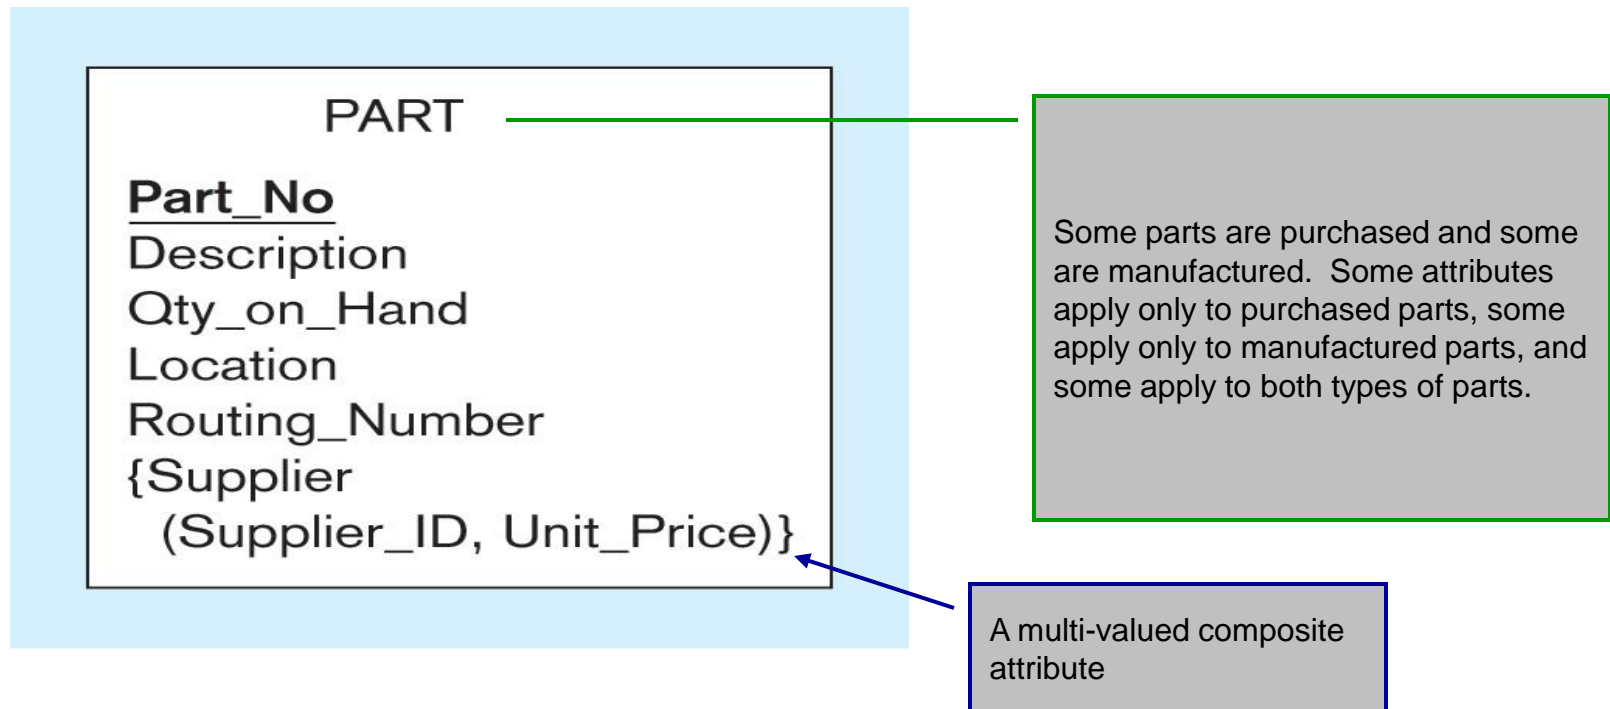 PART
Part_No
Description
Qty_on_Hand
Location
Routing_Number
{Supplier
(Supplier_ID, Unit_Price)}
Some parts are purchased and some
are manufactured. Some attributes
apply only to purchased parts, some
apply only to manufactured parts, and
some apply to both types of parts.
A multi-valued composite
attribute